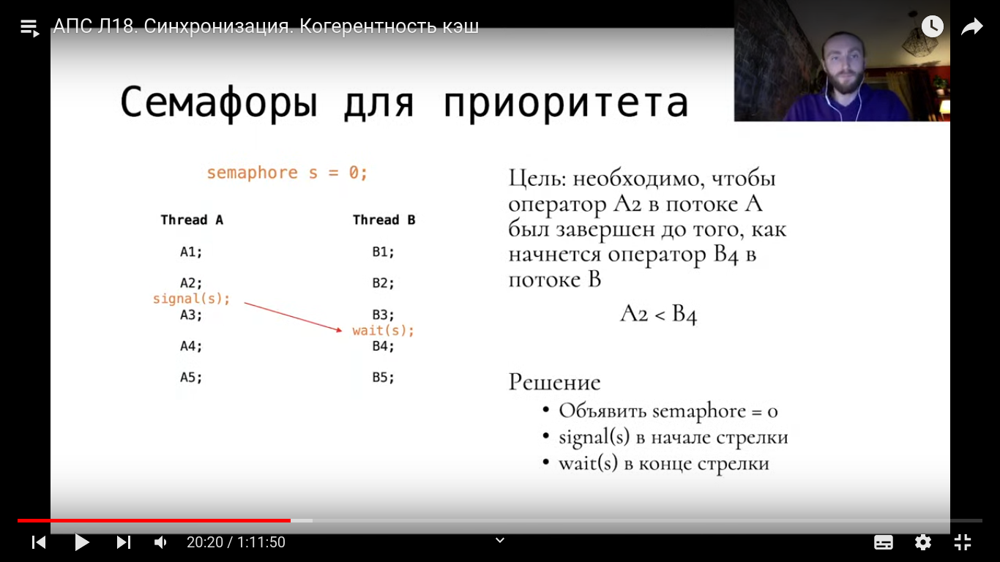 АПС Л18. Синхронизация. Когерентность кэш
Семафоры для приоритета
semaphore s = 0;
Thread A
A1;
A2;
signal(s);
A3;
A4;
A5;
Thread B
B1;
B2;
B3;
wait(s);
B4;
B5;
Цель: необходимо, чтобы
оператор A2 в потоке A
был завершен до того, как
начнется оператор B4 в
потоке B
A2 < B4
Решение
• Объявить semaphore = 0
• signal(s) в начале стрелки
• wait(s) в конце стрелки
20:20 / 1:11:50